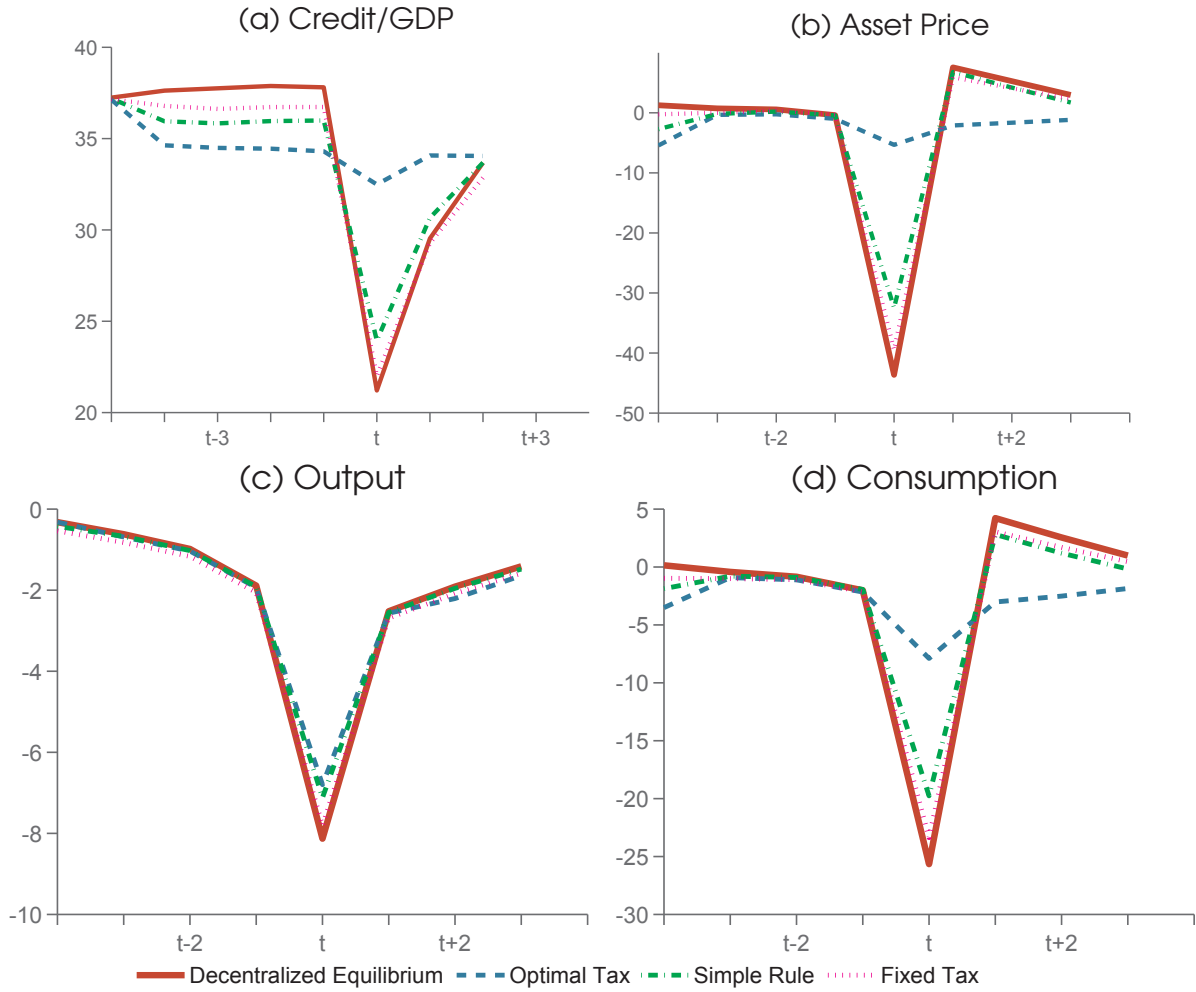 (a) Credit/GDP
40
35
30
25
20
t-3 t t+3
(b) Asset Price
0
-10
-20
-30
-40
-50
t-2 t t+2
(c) Output
0
-2
-4
-6
-8
-10
t-2 t t+2
(d) Consumption
5
0
-5
-10
-15
-20
-25
-30
t-2 t t+2
Decentralized Equilibrium Optimal Tax Simple Rule Fixed Tax